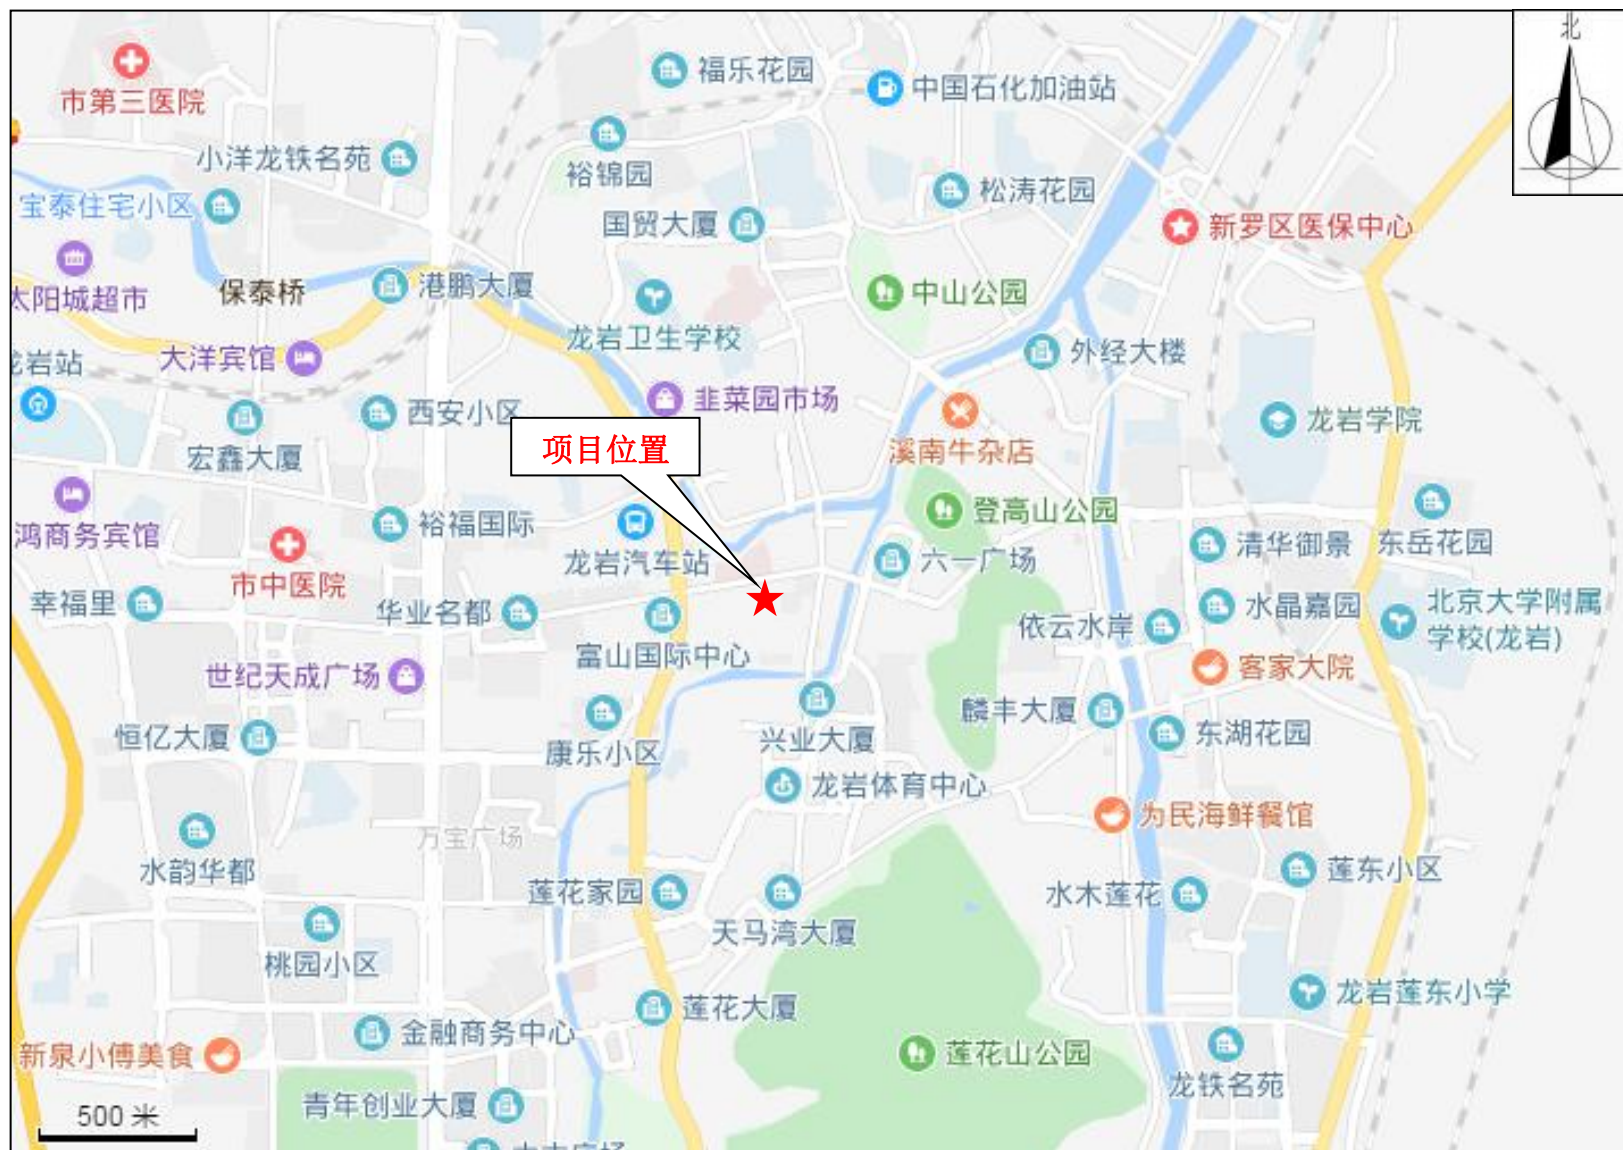 北
福乐花园
中国石化加油站
市第三医院
小洋龙铁名苑
裕锦园
松涛花园
宝泰住宅小区
国贸大厦
新罗区医保中心
太阳城超市
保泰桥
港鹏大厦
中山公园
龙岩卫生学校
大洋宾馆
外经大楼
龙岩站
韭菜园市场
西安小区
龙岩学院
项目位置
宏鑫大厦
溪南牛杂店
鸿商务宾馆
裕福国际
登高山公园
东岳花园
清华御景
龙岩汽车站
六一广场
市中医院
幸福里
华业名都
水晶嘉园
北京大学附属
学校(龙岩)
依云水岸
富山国际中心
客家大院
世纪天成广场
麟丰大厦
恒亿大厦
康乐小区
兴业大厦
东湖花园
龙岩体育中心
为民海鲜餐馆
万宝广场
水韵华都
莲花家园
莲东小区
水木莲花
天马湾大厦
桃园小区
龙岩莲东小学
莲花大厦
金融商务中心
新泉小傅美食
莲花山公园
龙铁名苑
青年创业大厦
500 米